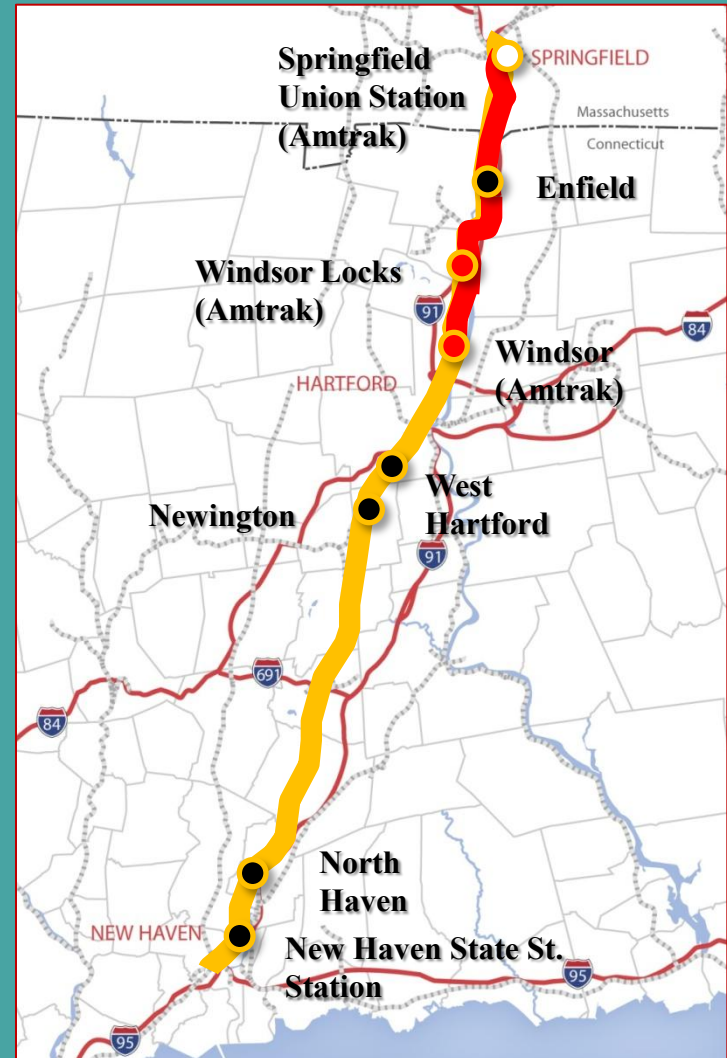 Springfield
Union Station
(Amtrak)
SPRINGFIELD
Massachusetts
Connecticut
Enfield
Windsor Locks
(Amtrak)
91
84
Windsor
(Amtrak)
HARTFORD
West
Hartford
Newington
91
691
84
North
Haven
NEW HAVEN
New Haven State St.
Station
95
95